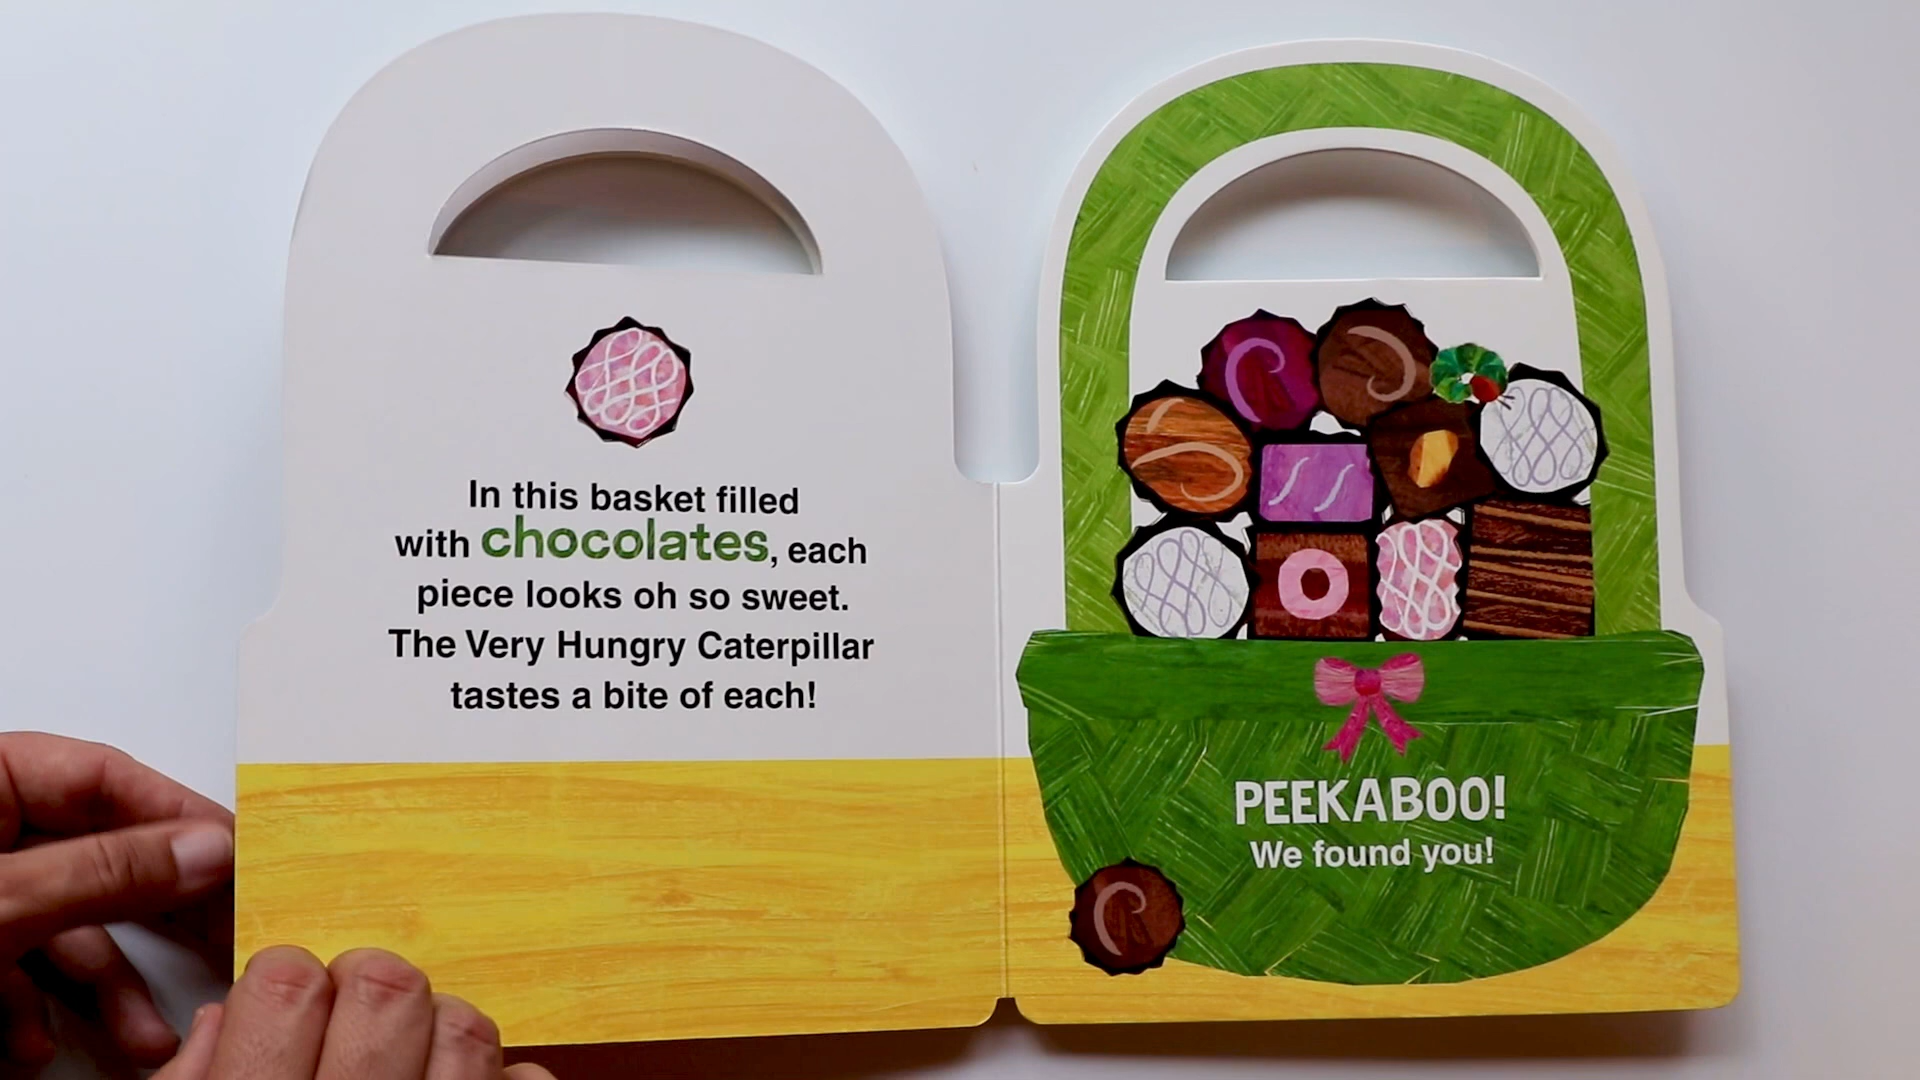 In this basket filled
with chocolates, each
piece looks oh so sweet.
The Very Hungry Caterpillar
tastes a bite of each!
PEEKABOO!
We found you!